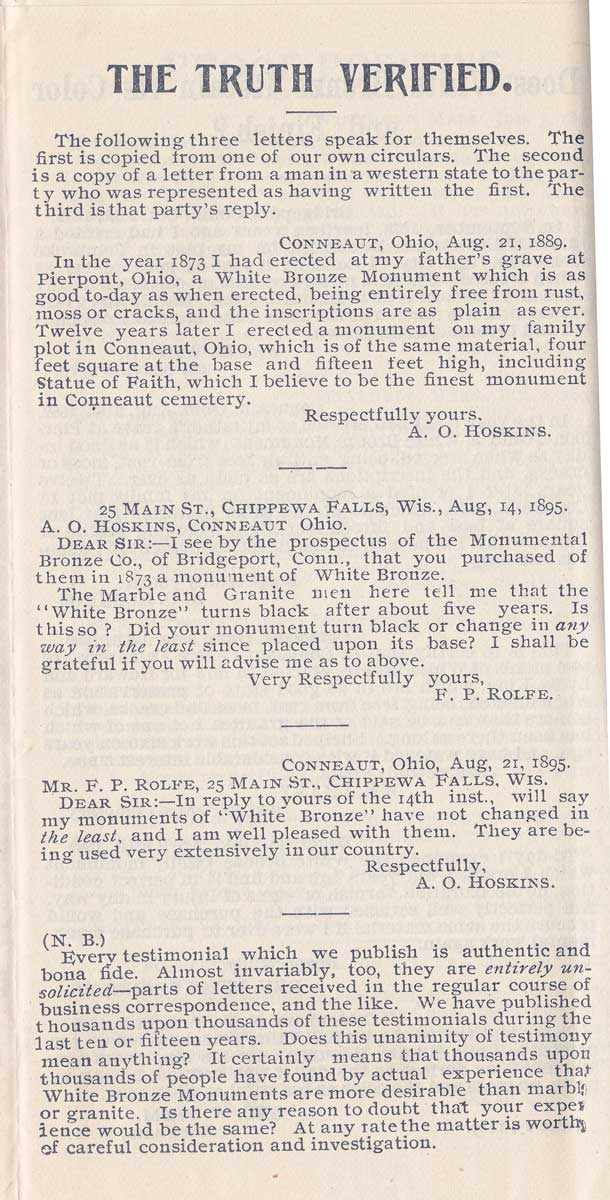 THE TRUTH VERIFIED.
The following three letters speak for themselves. The
first is copied from one of our own circulars. The second
is a copy of a letter from a man in a western state to the par-
ty who was represented as having written the first. The
third is that party's reply.
CONNEAUT, Ohio, Aug. 21, 1889.
In the year 1873 I had erected at my father's grave at
Pierpont, Ohio, a White Bronze Monument which is as
good to-day as when erected, being entirely free from rust,
moss or cracks, and the inscriptions are as plain as ever.
Twelve years later I erected a monument on my family
plot in Conneaut, Ohio, which is of the same material, four
feet square at the base and fifteen feet high, including
Statue of Faith, which I believe to be the finest monument
in Conneaut cemetery.
Respectfully yours.
A. O. HOSKINS.
25 MAIN ST., CHIPPEWA FALLS, Wis., Aug, 14, 1895.
A. O. HOSKINS, CONNEAUT Ohio.
DEAR SIR:—I see by the prospectus of the Monumental
Bronze Co., of Bridgeport, Conn., that you purchased of
them in 1873 a monument of White Bronze.
The Marble and Granite men here tell me that the
"White Bronze" turns black after about five years. Is
this so ? Did your monument turn black or change in any
way in the least since placed upon its base? I shall be
grateful if you will advise me as to above.
Very Respectfully yours,
F. P. ROLFE.
CONNEAUT, Ohio, Aug, 21, 1895.
MR. F. P. ROLFE, 25 MAIN ST., CHIPPEWA FALLS, WIS.
DEAR SIR:—In reply to yours of the 14th inst., will say
my monuments of "White Bronze" have not changed in
the least, and I am well pleased with them. They are be-
ing used very extensively in our country.
Respectfully,
A. O. HOSKINS.
(N. B.)
Every testimonial which we publish is authentic and
bona fide. Almost invariably, too, they are entirely un-
solicited—parts of letters received in the regular course of
business correspondence, and the like. We have published
thousands upon thousands of these testimonials during the
last ten or fifteen years. Does this unanimity of testimony
mean anything? It certainly means that thousands upon
thousands of people have found by actual experience that
White Bronze Monuments are more desirable than marble
or granite. Is there any reason to doubt that your exper
ience would be the same? At any rate the matter is worthy
of careful consideration and investigation.